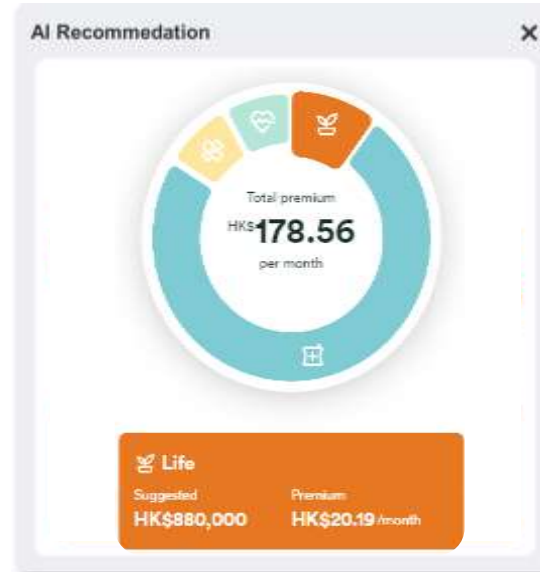 AI Recommedation
Total premium
HK$178.56
per month
Life
Suggested Premium
HK$880,000 HK$20.19 /month